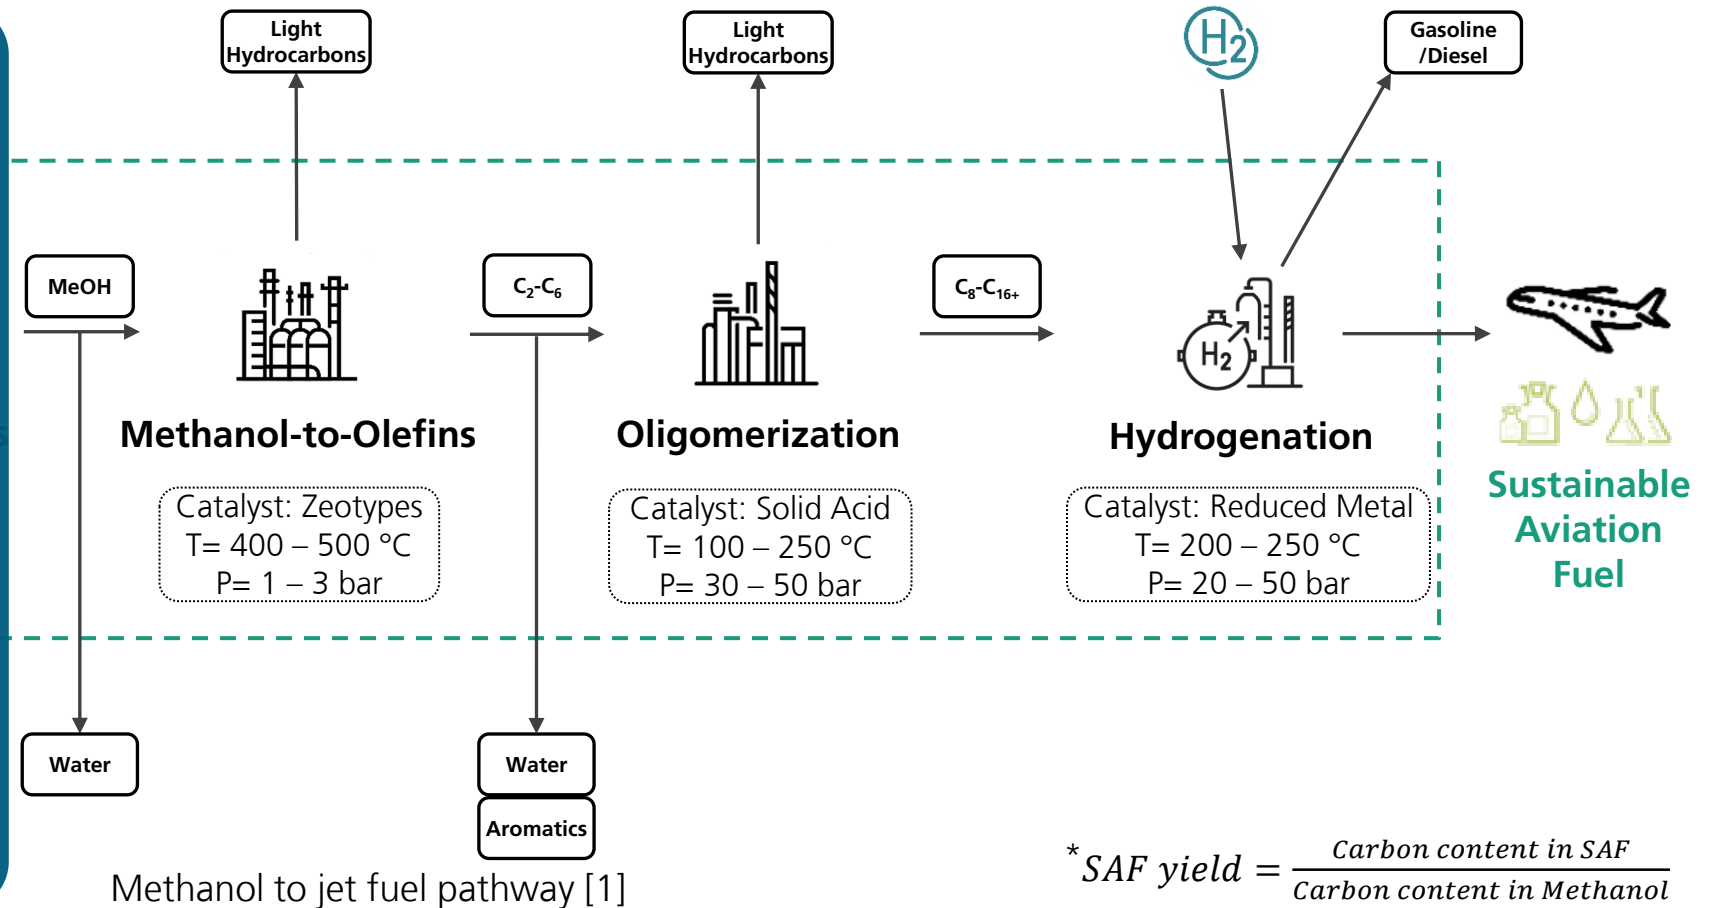 Light
Hydrocarbons
Light
Hydrocarbons
H2
Gasoline
/Diesel
MeOH
C2-C6
C8-C16+
H2
Methanol-to-Olefins
Oligomerization
Hydrogenation
Catalyst: Zeotypes
T= 400 – 500 °C
P= 1 – 3 bar
Catalyst: Solid Acid
T= 100 – 250 °C
P= 30 – 50 bar
Catalyst: Reduced Metal
T= 200 – 250 °C
P= 20 – 50 bar
Sustainable
Aviation
Fuel
Water
Water
Aromatics
Methanol to jet fuel pathway [1]
*SAF yield = Carbon content in SAF / Carbon content in Methanol